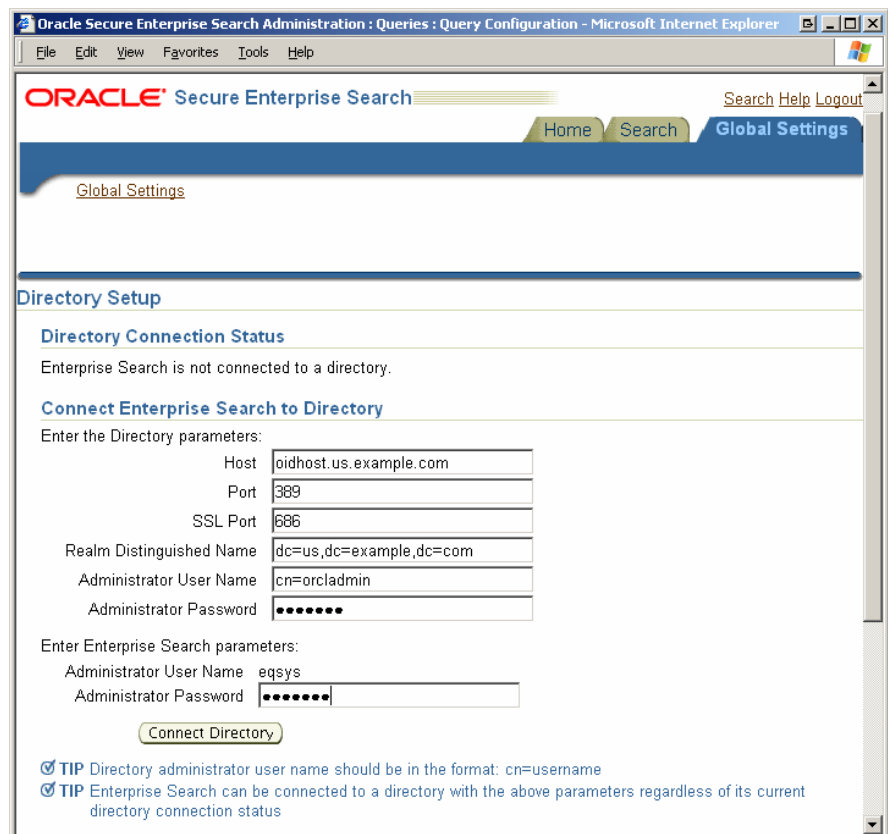 Oracle Secure Enterprise Search Administration : Queries : Query Configuration - Microsoft Internet Explorer
File Edit View Favorites Tools Help
ORACLE Secure Enterprise Search
Search Help Logout
Home Search Global Settings
Global Settings
Directory Setup
Directory Connection Status
Enterprise Search is not connected to a directory.
Connect Enterprise Search to Directory
Enter the Directory parameters:
Host oidhost.us.example.com
Port 389
SSL Port 686
Realm Distinguished Name dc=us,dc=example,dc=com
Administrator User Name cn=orcladmin
Administrator Password •••••••
Enter Enterprise Search parameters:
Administrator User Name eqsys
Administrator Password •••••••
Connect Directory
TIP Directory administrator user name should be in the format: cn=username
TIP Enterprise Search can be connected to a directory with the above parameters regardless of its current
directory connection status